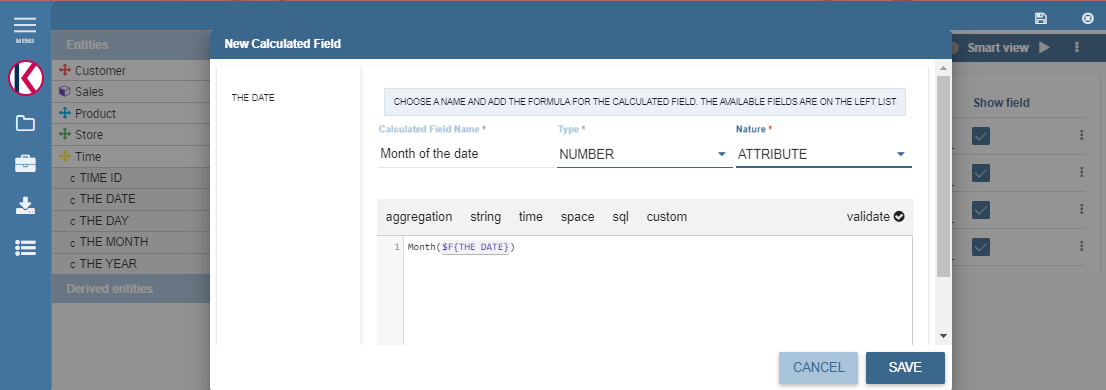 MENU
Entities
Customer
Sales
Product
Store
Time
c TIME ID
c THE DATE
c THE DAY
c THE MONTH
c THE YEAR
Derived entities
New Calculated Field
THE DATE
CHOOSE A NAME AND ADD THE FORMULA FOR THE CALCULATED FIELD. THE AVAILABLE FIELDS ARE ON THE LEFT LIST
Calculated Field Name * Type * Nature *
Month of the date NUMBER ATTRIBUTE
aggregation string time space sql custom validate
1 Month($F{THE DATE})
CANCEL SAVE
Smart view
Show field